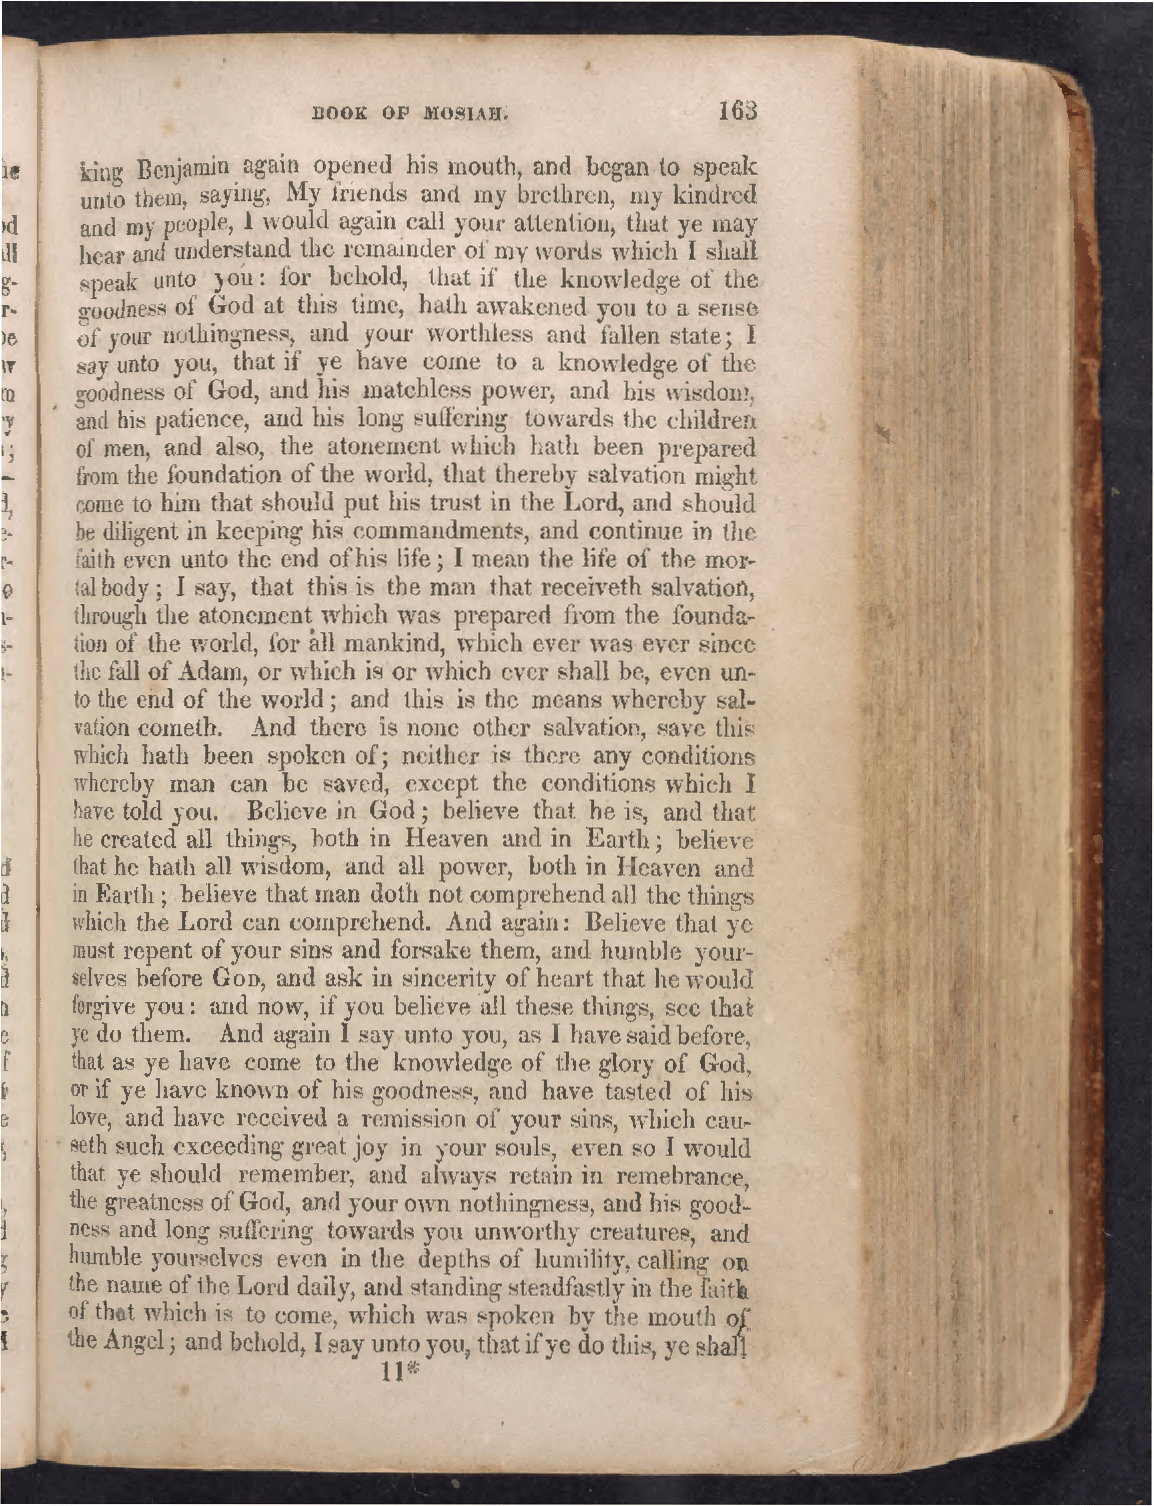 BOOK OF MOSIAH. 163
king Benjamin again opened his mouth, and began to speak
unto them, saying, My friends and my brethren, my kindred
and my people, I would again call your attention, that ye may
hear and understand the remainder of my words which I shall
speak unto you: for behold, that if the knowledge of the
goodness of God at this time, hath awakened you to a sense
of your nothingness, and your worthless and fallen state; I
say unto you, that if ye have come to a knowledge of the
goodness of God, and his matchless power, and his wisdom,
and his patience, and his long suffering towards the children
of men, and also, the atonement which hath been prepared
from the foundation of the world, that thereby salvation might
come to him that should put his trust in the Lord, and should
be diligent in keeping his commandments, and continue in the
faith even unto the end of his life; I mean the life of the mor-
tal body; I say, that this is the man that receiveth salvation,
through the atonement which was prepared from the founda-
tion of the world, for all mankind, which ever was ever since
the fall of Adam, or which is or which ever shall be, even un-
to the end of the world; and this is the means whereby sal-
vation cometh. And there is none other salvation, save this
which hath been spoken of; neither is there any conditions
whereby man can be saved, except the conditions which I
have told you. Believe in God; believe that he is, and that
he created all things, both in Heaven and in Earth; believe
that he hath all wisdom, and all power, both in Heaven and
in Earth; believe that man doth not comprehend all the things
which the Lord can comprehend. And again: Believe that ye
must repent of your sins and forsake them, and humble your-
selves before GOD, and ask in sincerity of heart that he would
forgive you: and now, if you believe all these things, see that
ye do them. And again I say unto you, as I have said before,
that as ye have come to the knowledge of the glory of God,
or if ye have known of his goodness, and have tasted of his
love, and have received a remission of your sins, which cau-
seth such exceeding great joy in your souls, even so I would
that ye should remember, and always retain in remebrance,
the greatness of God, and your own nothingness, and his good-
ness and long suffering towards you unworthy creatures, and
humble yourselves even in the depths of humility, calling on
the name of the Lord daily, and standing steadfastly in the faith
of that which is to come, which was spoken by the mouth of
the Angel; and behold, I say unto you, that if ye do this, ye shall
11*